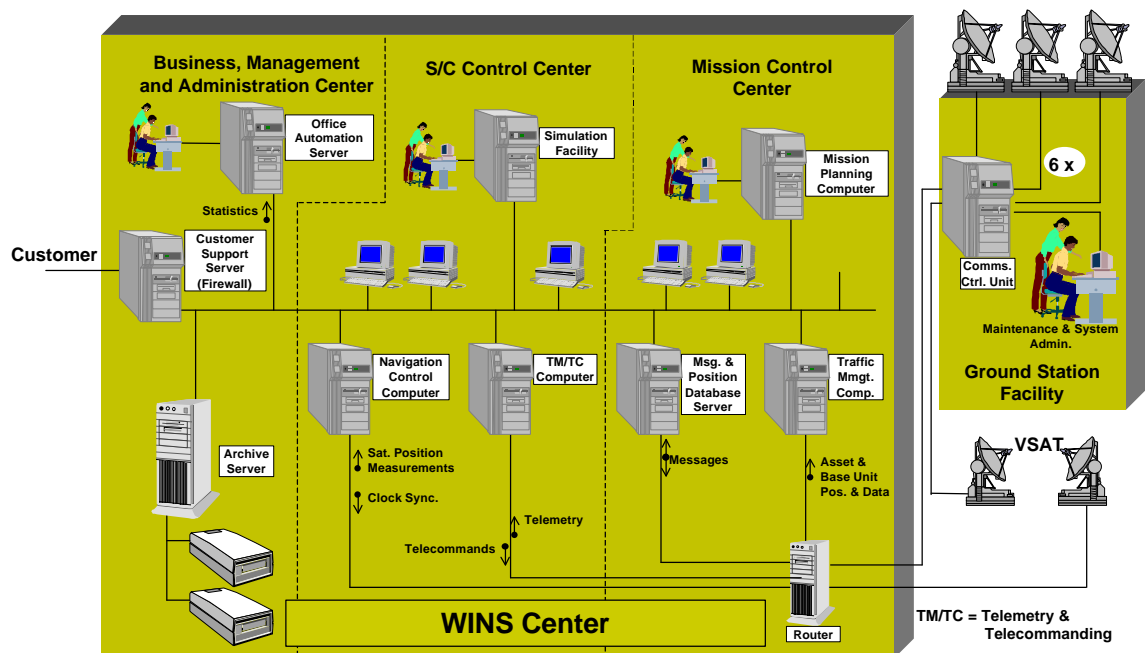 Business, Management
and Administration Center
S/C Control Center
Mission Control
Center
Office
Automation
Server
Simulation
Facility
Mission
Planning
Computer
6 x
Statistics
Customer
Customer
Support
Server
(Firewall)
Comms.
Ctrl. Unit
Maintenance & System
Admin.
Ground Station
Facility
Navigation
Control
Computer
TM/TC
Computer
Msg. &
Position
Database
Server
Traffic
Mmgt.
Comp.
Archive
Server
Sat. Position
Measurements
Clock Sync.
Messages
Asset &
Base Unit
Pos. & Data
VSAT
Telemetry
Telecommands
WINS Center
Router
TM/TC = Telemetry &
Telecommanding